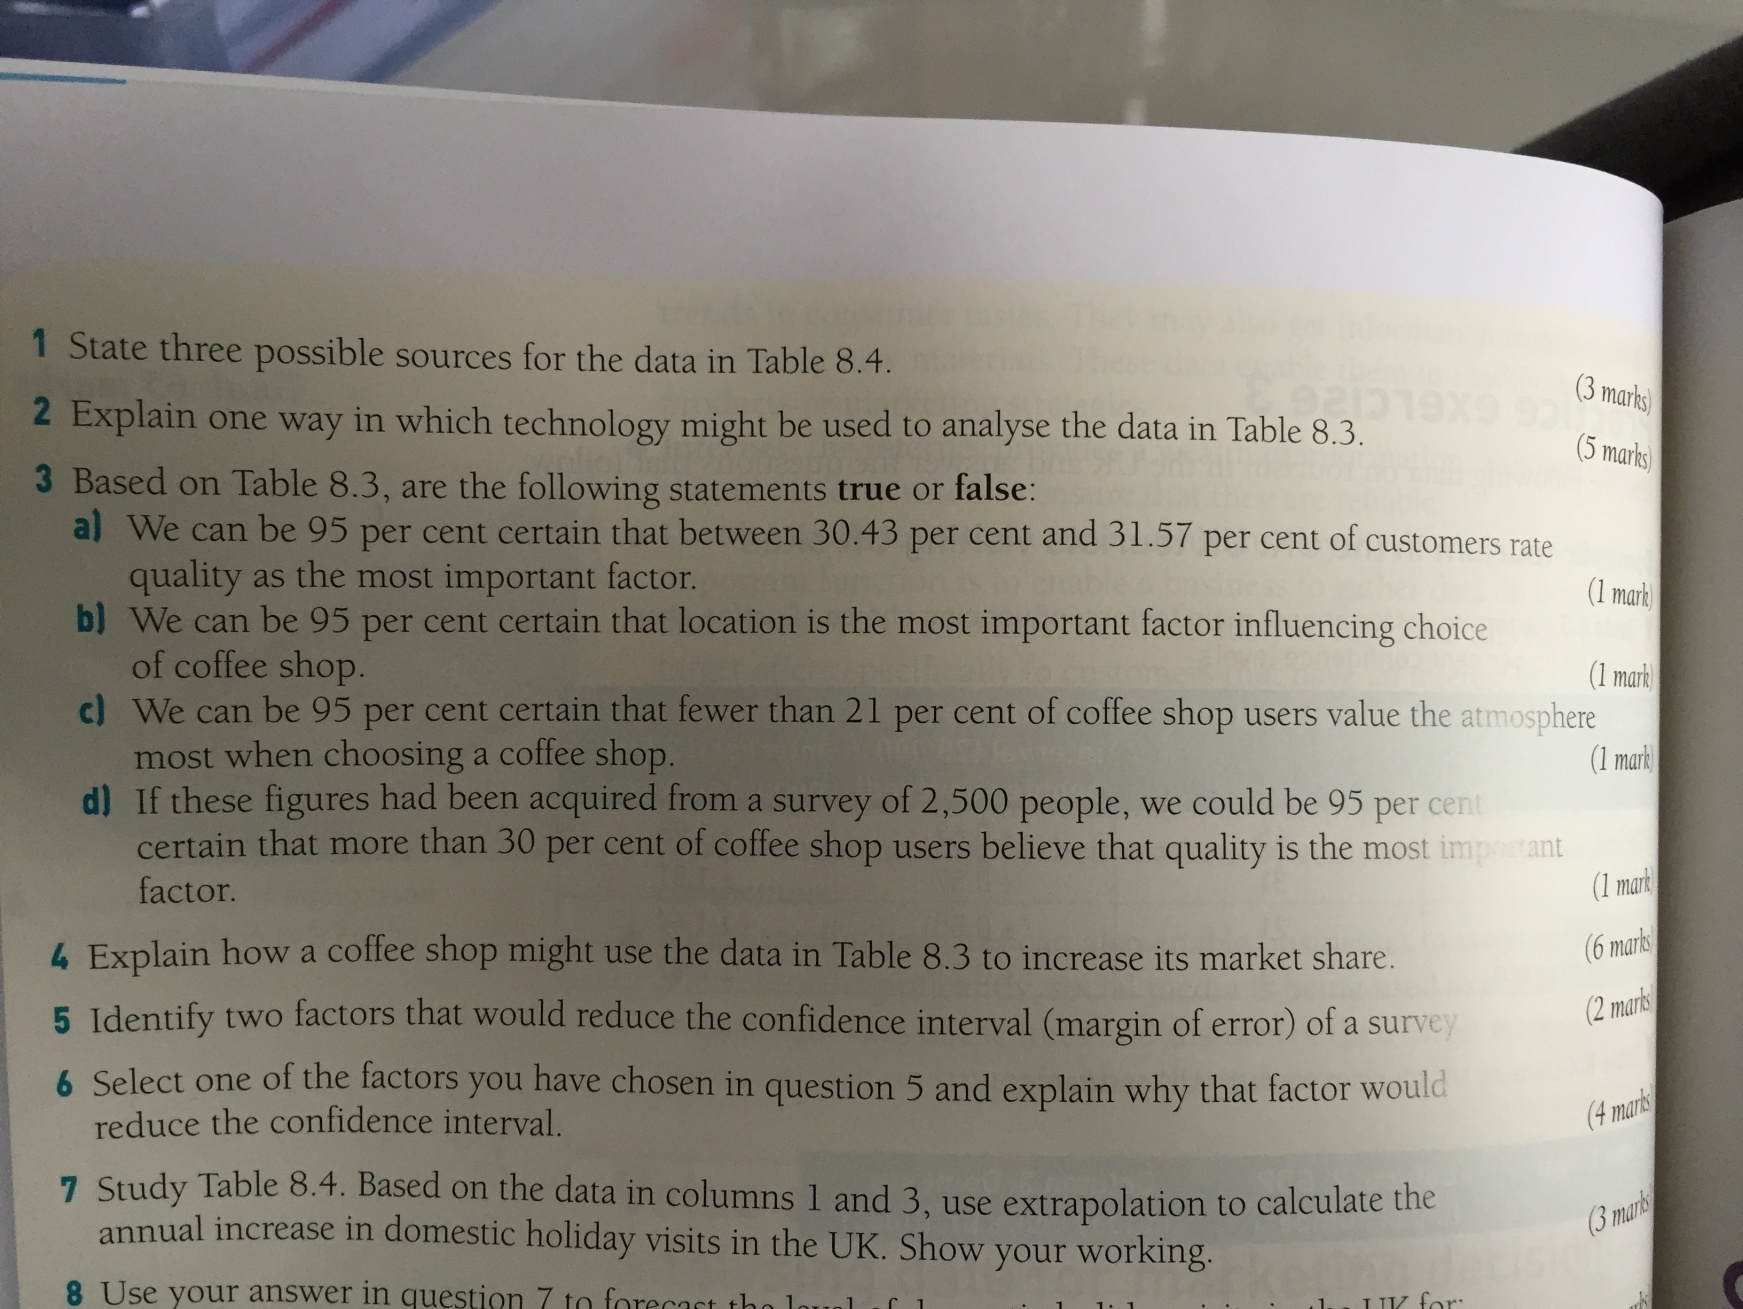 1 State three possible sources for the data in Table 8.4.
(3 marks)
2 Explain one way in which technology might be used to analyse the data in Table 8.3.
(5 marks)
3 Based on Table 8.3, are the following statements true or false:
a) We can be 95 per cent certain that between 30.43 per cent and 31.57 per cent of customers rate
quality as the most important factor.
(1 mark)
b) We can be 95 per cent certain that location is the most important factor influencing choice
of coffee shop.
(1 mark)
c) We can be 95 per cent certain that fewer than 21 per cent of coffee shop users value the atmosphere
most when choosing a coffee shop.
(1 mark)
d) If these figures had been acquired from a survey of 2,500 people, we could be 95 per cent
certain that more than 30 per cent of coffee shop users believe that quality is the most important
factor.
(1 mark
4 Explain how a coffee shop might use the data in Table 8.3 to increase its market share.
(6 marks
5 Identify two factors that would reduce the confidence interval (margin of error) of a survey
(2 marks
6 Select one of the factors you have chosen in question 5 and explain why that factor would
reduce the confidence interval.
(4 marks
7 Study Table 8.4. Based on the data in columns 1 and 3, use extrapolation to calculate the
annual increase in domestic holiday visits in the UK. Show your working.
(3 marks
8 Use your answer in question 7 to forecast the level of UK for: